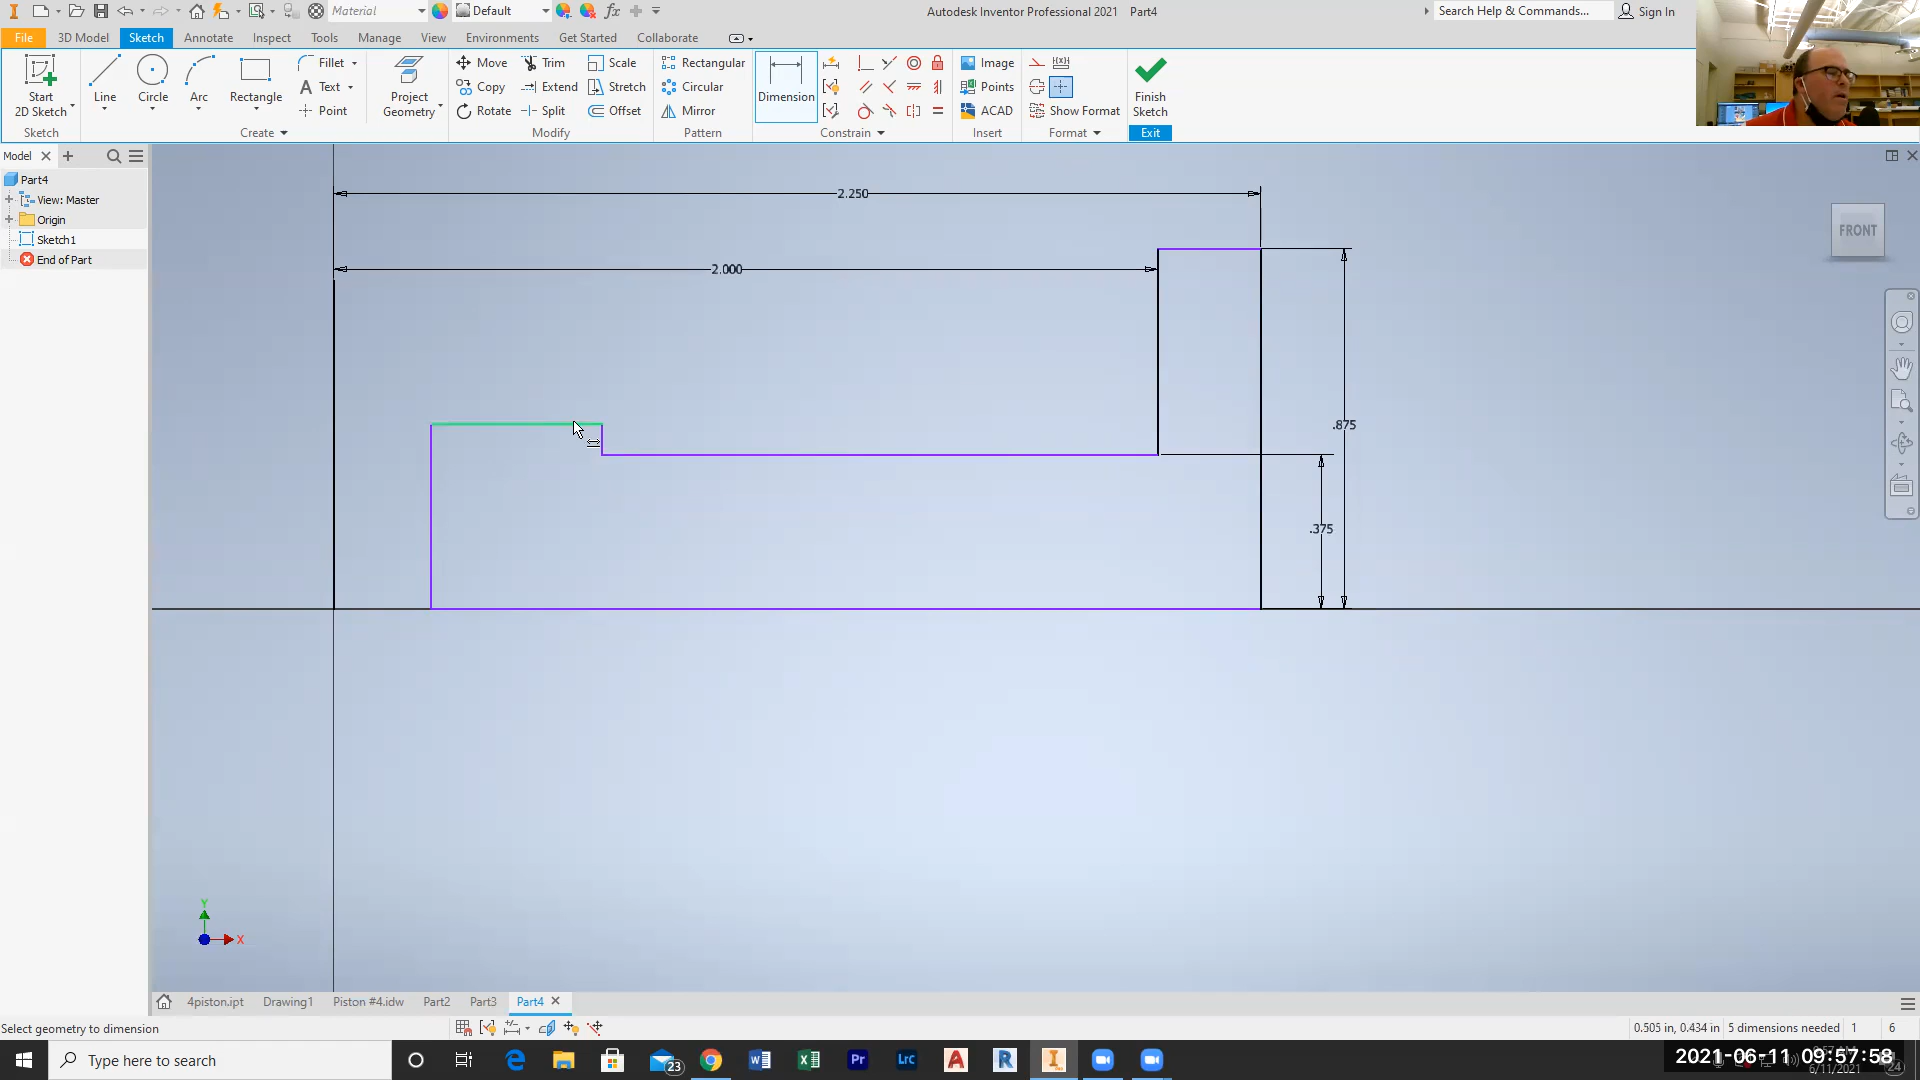 Material
Default
fx
Autodesk Inventor Professional 2021 Part4
Search Help & Commands...
Sign In
File 3D Model Sketch Annotate Inspect Tools Manage View Environments Get Started Collaborate
Start
2D Sketch
Line
Circle
Arc
Rectangle
Fillet
Text
Point
Project
Geometry
Move
Copy
Rotate
Trim
Extend
Split
Scale
Stretch
Offset
Rectangular
Circular
Mirror
Dimension
Image
Points
ACAD
Show Format
Finish
Sketch
Sketch Create Modify Pattern Constrain Insert Format Exit
Model
Part4
View: Master
Origin
Sketch1
End of Part
2.250
2.000
.875
.375
FRONT
Y
X
4piston.ipt Drawing1 Piston #4.idw Part2 Part3 Part4
Select geometry to dimension
0.505 in, 0.434 in 5 dimensions needed 1 6
Type here to search
23
2021-06-11 09:57:58
6/11/2021
24